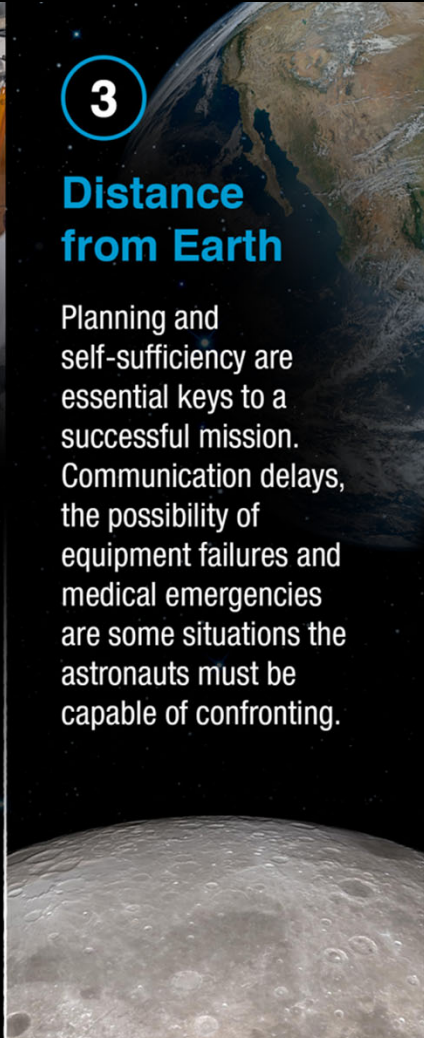 3
Distance
from Earth
Planning and
self-sufficiency are
essential keys to a
successful mission.
Communication delays,
the possibility of
equipment failures and
medical emergencies
are some situations the
astronauts must be
capable of confronting.